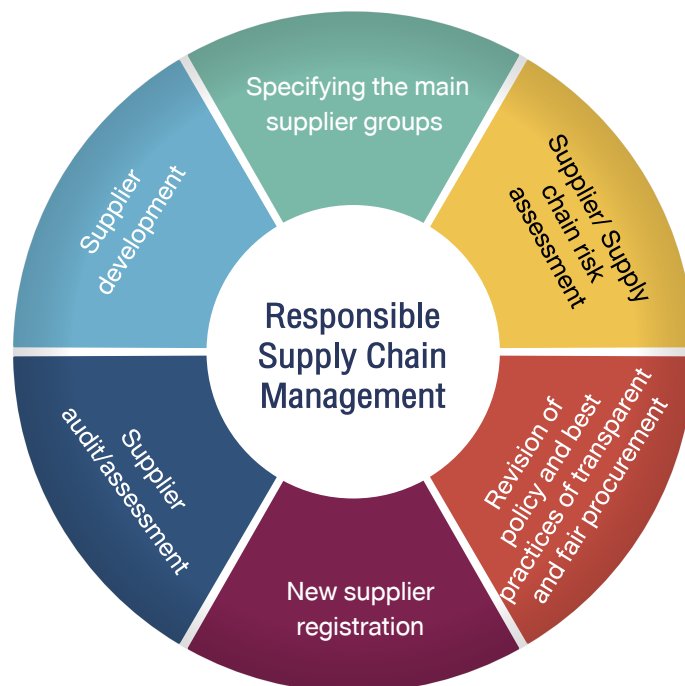 Specifying the main
supplier groups
Supplier/ Supply
chain risk
assessment
Revision of
policy and best
practices of transparent
and fair procurement
New supplier
registration
Supplier
audit/assessment
Supplier
development
Responsible
Supply Chain
Management